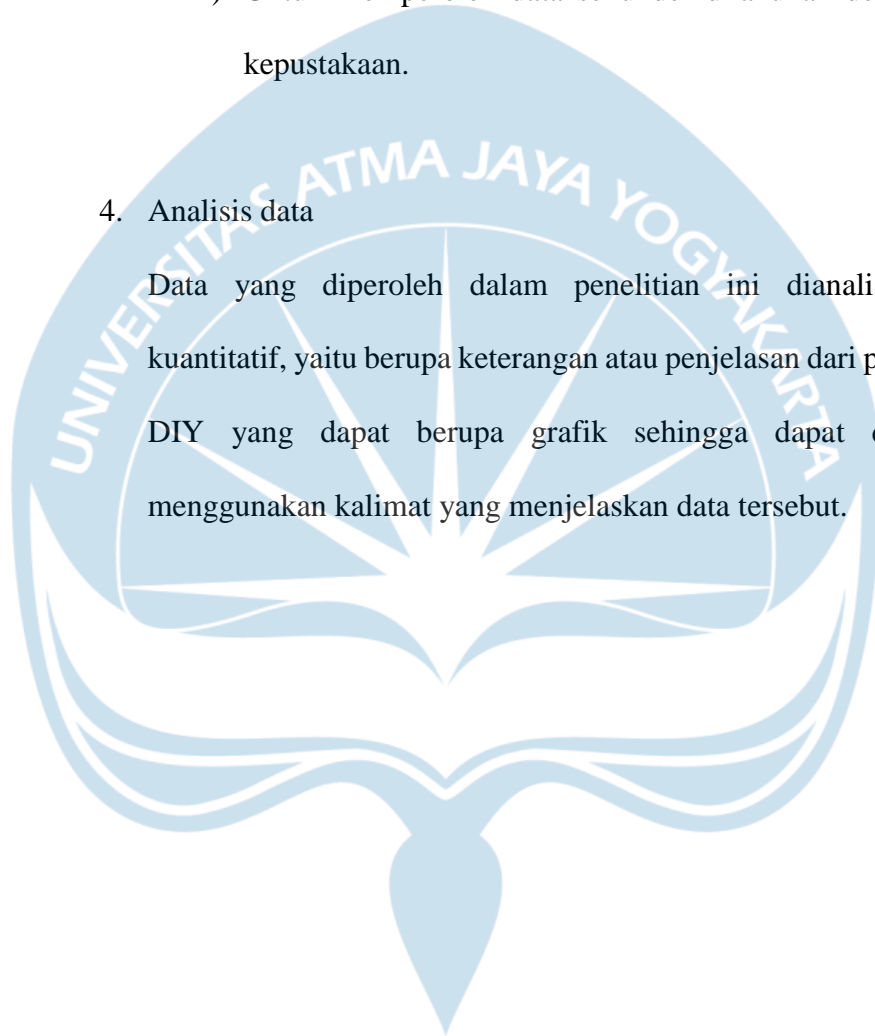 kepustakaan.
UNIVERSITAS ATMA JAYA YOGYAKARTA
4. Analisis data
Data yang diperoleh dalam penelitian ini
kuantitatif, yaitu berupa keterangan atau penjelasan dari
DIY yang dapat berupa grafik sehingga dapat
menggunakan kalimat yang menjelaskan data tersebut.